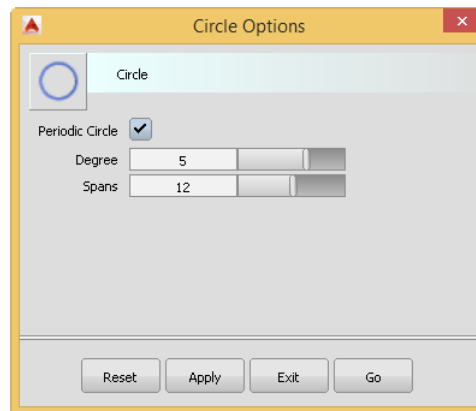 Circle Options
Circle
Periodic Circle
Degree 5
Spans 12
Reset Apply Exit Go